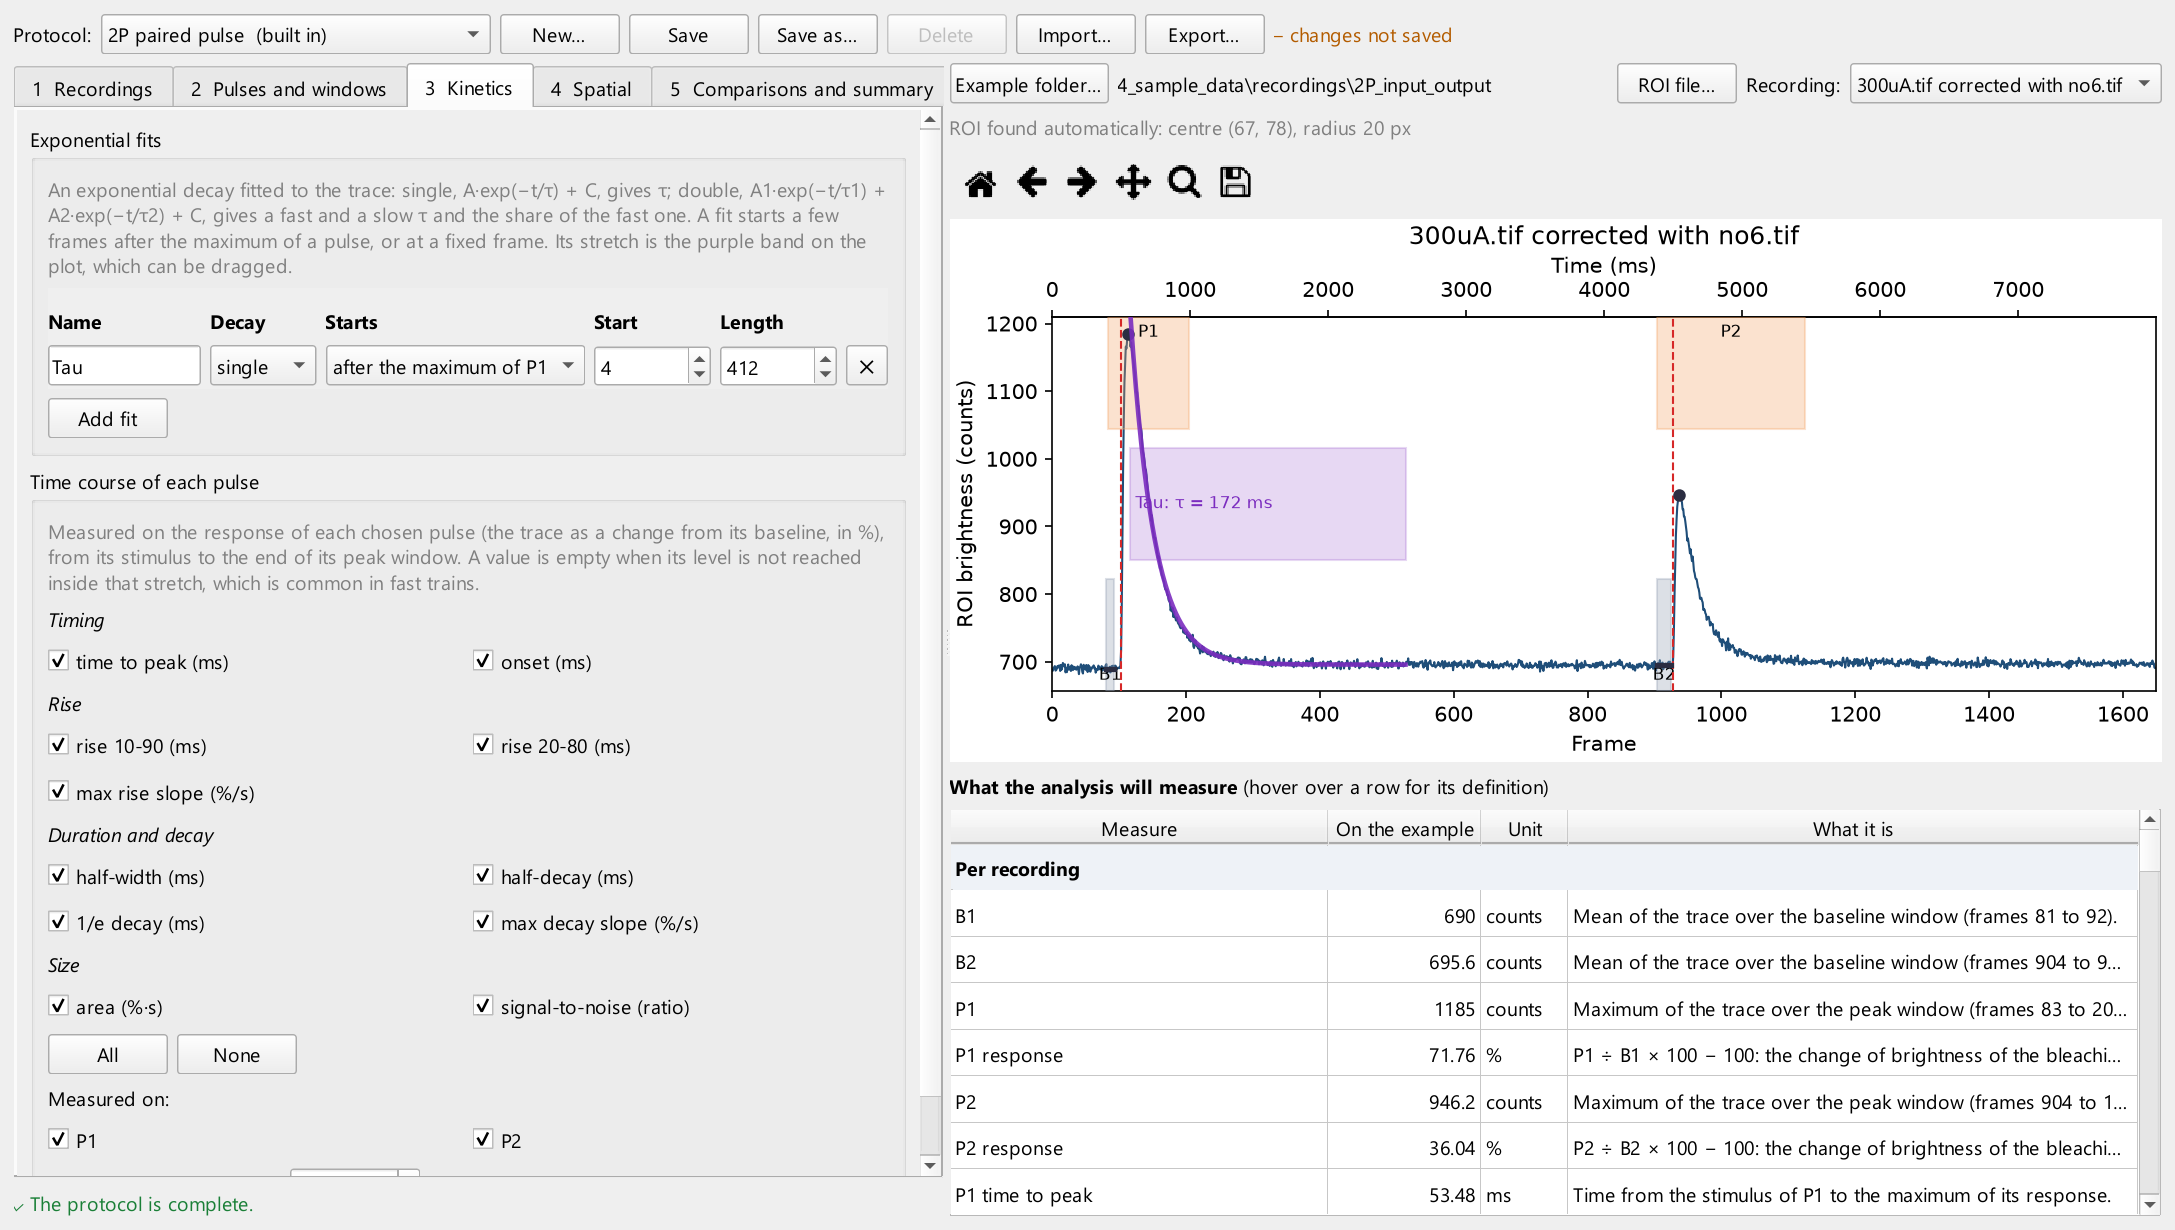 Protocol: 2P paired pulse (built in) New... Save Save as... Delete Import... Export... – changes not saved
1 Recordings 2 Pulses and windows 3 Kinetics 4 Spatial 5 Comparisons and summary
Example folder... 4_sample_data\recordings\2P_input_output ROI file... Recording: 300uA.tif corrected with no6.tif
ROI found automatically: centre (67, 78), radius 20 px
Exponential fits
An exponential decay fitted to the trace: single, A·exp(−t/τ) + C, gives τ; double, A1·exp(−t/τ1) +
A2·exp(−t/τ2) + C, gives a fast and a slow τ and the share of the fast one. A fit starts a few
frames after the maximum of a pulse, or at a fixed frame. Its stretch is the purple band on the
plot, which can be dragged.
Name Decay Starts Start Length
Tau single after the maximum of P1 4 412 ×
Add fit
Time course of each pulse
Measured on the response of each chosen pulse (the trace as a change from its baseline, in %),
from its stimulus to the end of its peak window. A value is empty when its level is not reached
inside that stretch, which is common in fast trains.
Timing
time to peak (ms) onset (ms)
Rise
rise 10-90 (ms) rise 20-80 (ms)
max rise slope (%/s)
Duration and decay
half-width (ms) half-decay (ms)
1/e decay (ms) max decay slope (%/s)
Size
area (%·s) signal-to-noise (ratio)
All None
Measured on:
P1 P2
✓ The protocol is complete.
300uA.tif corrected with no6.tif
Time (ms)
0 1000 2000 3000 4000 5000 6000 7000
ROI brightness (counts)
1200
1100
1000
900
800
700
P1 P2
Tau: τ = 172 ms
B1 B2
0 200 400 600 800 1000 1200 1400 1600
Frame
What the analysis will measure (hover over a row for its definition)
Measure On the example Unit What it is
Per recording
B1 690 counts Mean of the trace over the baseline window (frames 81 to 92).
B2 695.6 counts Mean of the trace over the baseline window (frames 904 to 9...
P1 1185 counts Maximum of the trace over the peak window (frames 83 to 20...
P1 response 71.76 % P1 ÷ B1 × 100 − 100: the change of brightness of the bleachi...
P2 946.2 counts Maximum of the trace over the peak window (frames 904 to 1...
P2 response 36.04 % P2 ÷ B2 × 100 − 100: the change of brightness of the bleachi...
P1 time to peak 53.48 ms Time from the stimulus of P1 to the maximum of its response.